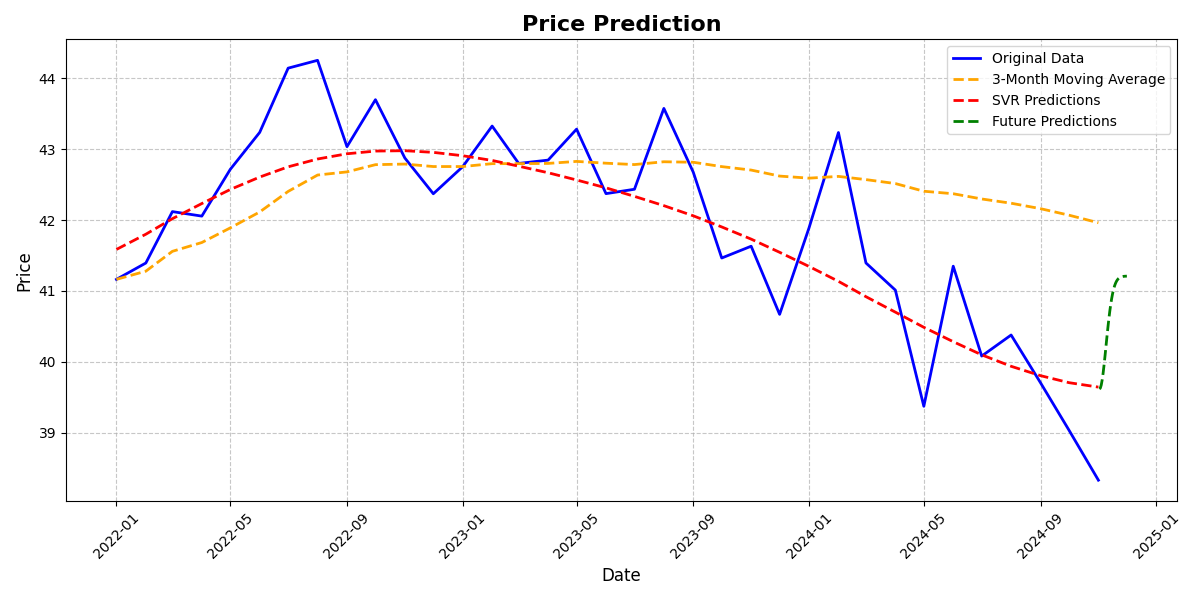 Price Prediction
Original Data
3-Month Moving Average
SVR Predictions
Future Predictions
Price
44
43
42
41
40
39
2022-01
2022-05
2022-09
2023-01
2023-05
2023-09
2024-01
2024-05
2024-09
2025-01
Date